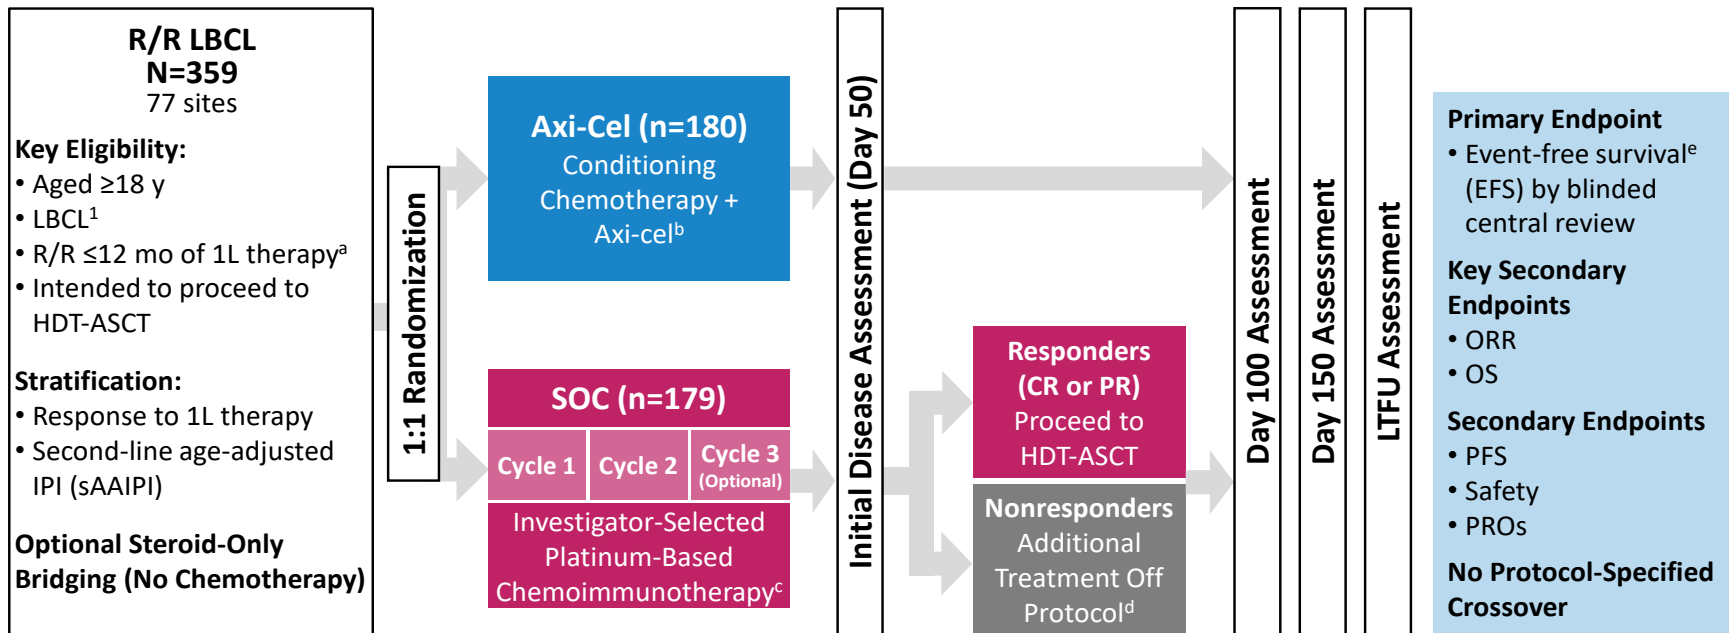 R/R LBCL
N=359
77 sites
Key Eligibility:
• Aged ≥18 y
• LBCL¹
• R/R ≤12 mo of 1L therapyᵃ
• Intended to proceed to
HDT-ASCT
Stratification:
• Response to 1L therapy
• Second-line age-adjusted
IPI (sAAIPI)
Optional Steroid-Only
Bridging (No Chemotherapy)
1:1 Randomization
Axi-Cel (n=180)
Conditioning
Chemotherapy +
Axi-celᵇ
SOC (n=179)
Cycle 1
Cycle 2
Cycle 3
(Optional)
Investigator-Selected
Platinum-Based
Chemoimmunotherapyᶜ
Initial Disease Assessment (Day 50)
Responders
(CR or PR)
Proceed to
HDT-ASCT
Nonresponders
Additional
Treatment Off
Protocolᵈ
Day 100 Assessment
Day 150 Assessment
LTFU Assessment
Primary Endpoint
• Event-free survivalᵉ
(EFS) by blinded
central review
Key Secondary
Endpoints
• ORR
• OS
Secondary Endpoints
• PFS
• Safety
• PROs
No Protocol-Specified
Crossover